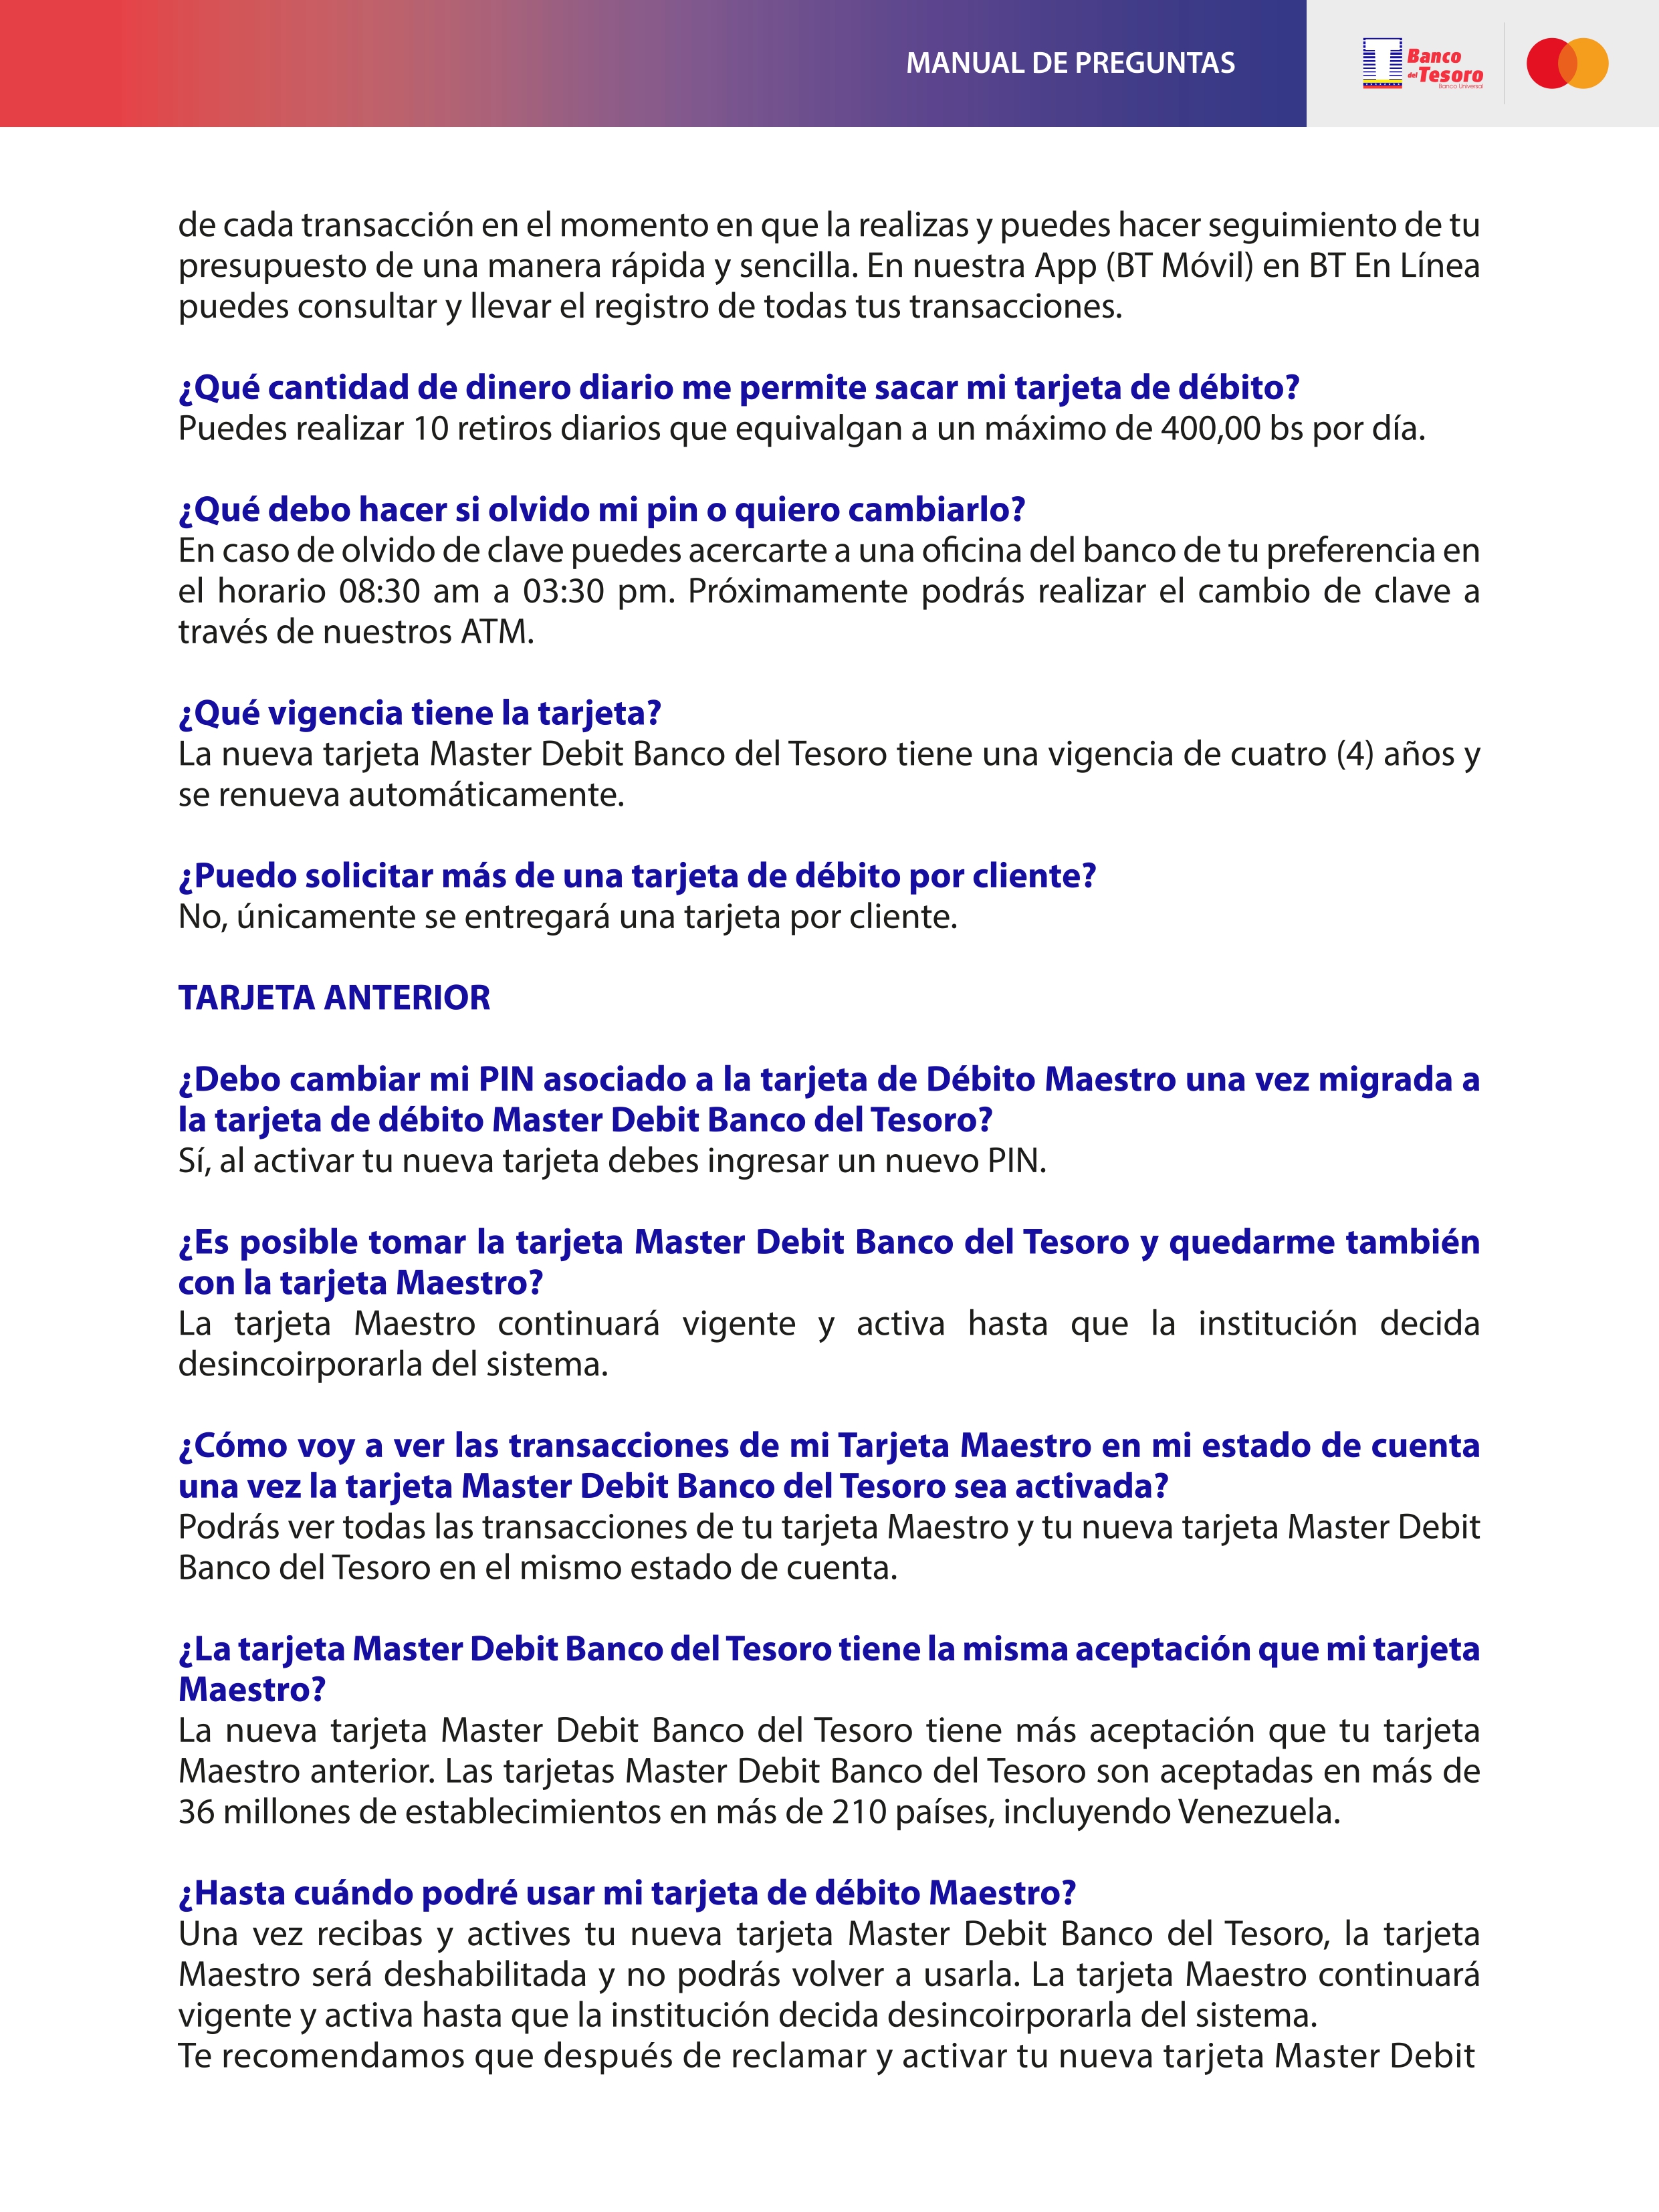 MANUAL DE PREGUNTAS
Banco
del Tesoro
Banco Universal
de cada transacción en el momento en que la realizas y puedes hacer seguimiento de tu
presupuesto de una manera rápida y sencilla. En nuestra App (BT Móvil) en BT En Línea
puedes consultar y llevar el registro de todas tus transacciones.
¿Qué cantidad de dinero diario me permite sacar mi tarjeta de débito?
Puedes realizar 10 retiros diarios que equivalgan a un máximo de 400,00 bs por día.
¿Qué debo hacer si olvido mi pin o quiero cambiarlo?
En caso de olvido de clave puedes acercarte a una oficina del banco de tu preferencia en
el horario 08:30 am a 03:30 pm. Próximamente podrás realizar el cambio de clave a
través de nuestros ATM.
¿Qué vigencia tiene la tarjeta?
La nueva tarjeta Master Debit Banco del Tesoro tiene una vigencia de cuatro (4) años y
se renueva automáticamente.
¿Puedo solicitar más de una tarjeta de débito por cliente?
No, únicamente se entregará una tarjeta por cliente.
TARJETA ANTERIOR
¿Debo cambiar mi PIN asociado a la tarjeta de Débito Maestro una vez migrada a
la tarjeta de débito Master Debit Banco del Tesoro?
Sí, al activar tu nueva tarjeta debes ingresar un nuevo PIN.
¿Es posible tomar la tarjeta Master Debit Banco del Tesoro y quedarme también
con la tarjeta Maestro?
La tarjeta Maestro continuará vigente y activa hasta que la institución decida
desincoirporarla del sistema.
¿Cómo voy a ver las transacciones de mi Tarjeta Maestro en mi estado de cuenta
una vez la tarjeta Master Debit Banco del Tesoro sea activada?
Podrás ver todas las transacciones de tu tarjeta Maestro y tu nueva tarjeta Master Debit
Banco del Tesoro en el mismo estado de cuenta.
¿La tarjeta Master Debit Banco del Tesoro tiene la misma aceptación que mi tarjeta
Maestro?
La nueva tarjeta Master Debit Banco del Tesoro tiene más aceptación que tu tarjeta
Maestro anterior. Las tarjetas Master Debit Banco del Tesoro son aceptadas en más de
36 millones de establecimientos en más de 210 países, incluyendo Venezuela.
¿Hasta cuándo podré usar mi tarjeta de débito Maestro?
Una vez recibas y actives tu nueva tarjeta Master Debit Banco del Tesoro, la tarjeta
Maestro será deshabilitada y no podrás volver a usarla. La tarjeta Maestro continuará
vigente y activa hasta que la institución decida desincoirporarla del sistema.
Te recomendamos que después de reclamar y activar tu nueva tarjeta Master Debit